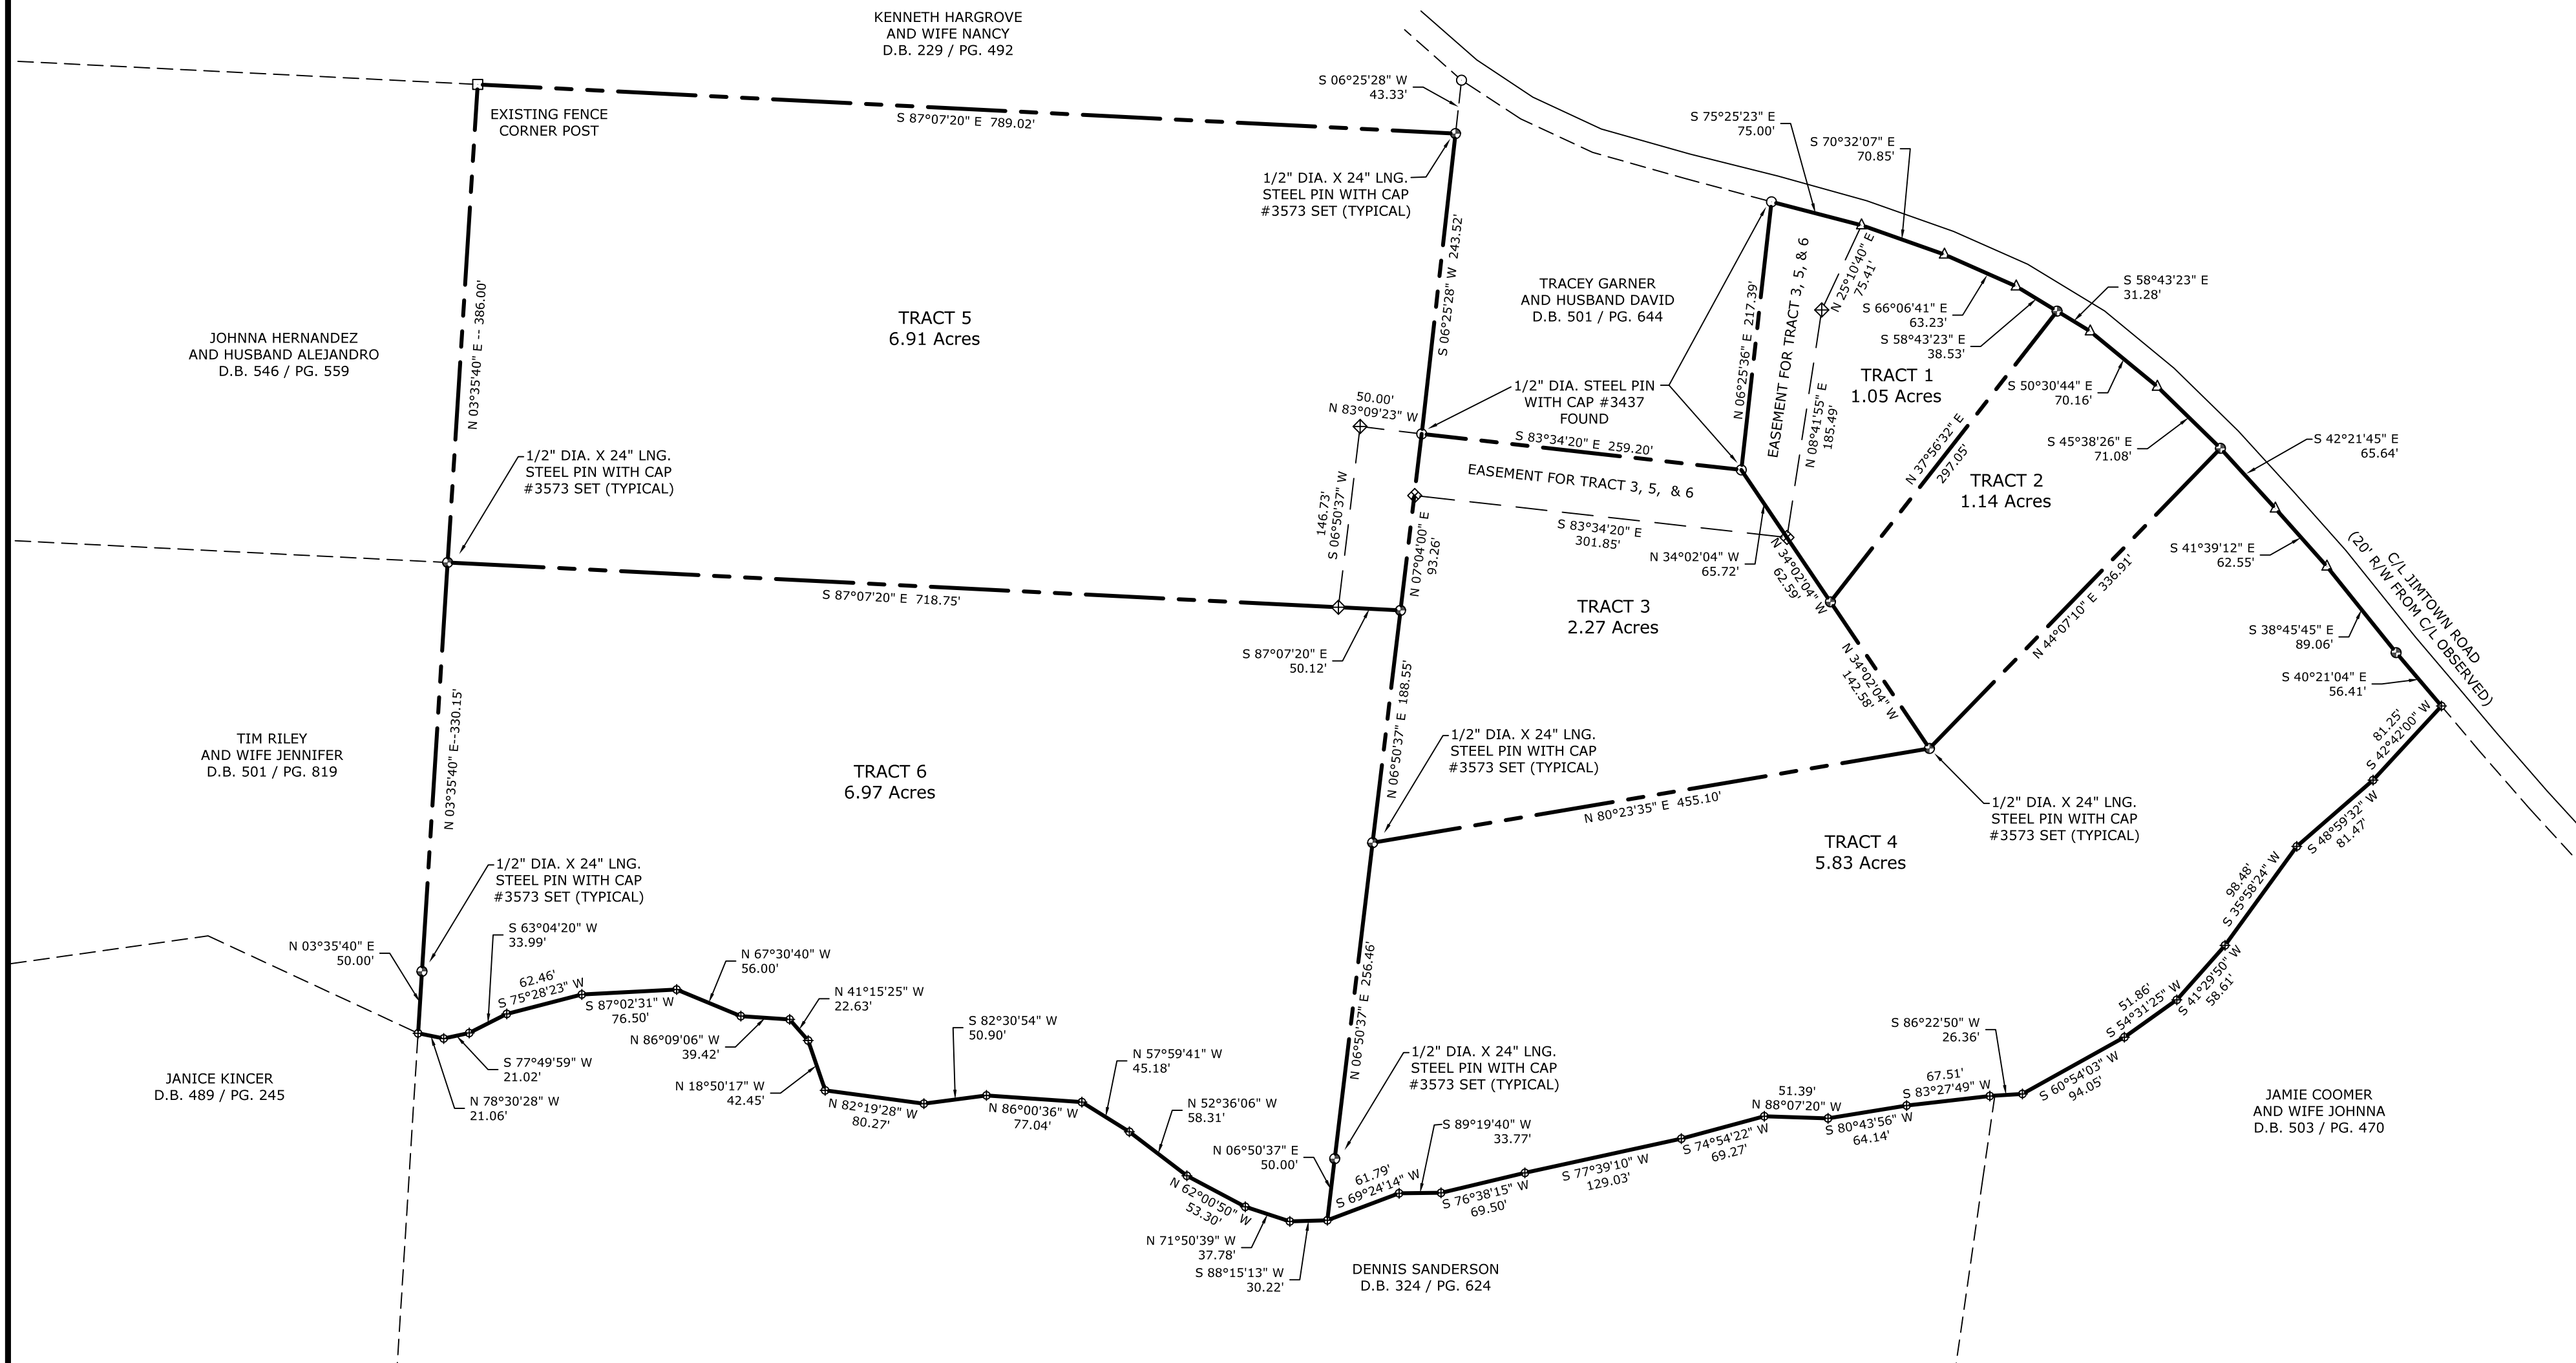 KENNETH HARGROVE
AND WIFE NANCY
D.B. 229 / PG. 492
S 06°25'28" W
43.33'
S 75°25'23" E
75.00'
S 70°32'07" E
70.85'
EXISTING FENCE
CORNER POST
S 87°07'20" E  789.02'
1/2" DIA. X 24" LNG.
STEEL PIN WITH CAP
#3573 SET (TYPICAL)
N 03°35'40" E -- 386.00'
TRACT 5
6.91 Acres
S 06°25'28" W  243.52'
TRACEY GARNER
AND HUSBAND DAVID
D.B. 501 / PG. 644
N 06°25'36" E  217.39'
EASEMENT FOR TRACT 3, 5, & 6
N 25°10'40" E
75.41'
S 66°06'41" E
63.23'
S 58°43'23" E
38.53'
S 58°43'23" E
31.28'
JOHNNA HERNANDEZ
AND HUSBAND ALEJANDRO
D.B. 546 / PG. 559
50.00'
N 83°09'23" W
1/2" DIA. STEEL PIN
WITH CAP #3437
FOUND
TRACT 1
1.05 Acres
N 08°41'55" E
185.49'
N 37°56'32" E
297.05'
S 50°30'44" E
70.16'
S 45°38'26" E
71.08'
S 42°21'45" E
65.64'
S 83°34'20" E  259.20'
EASEMENT FOR TRACT 3, 5,  & 6
TRACT 2
1.14 Acres
1/2" DIA. X 24" LNG.
STEEL PIN WITH CAP
#3573 SET (TYPICAL)
146.73'
S 06°50'37" W
N 07°04'00" E
93.26'
S 83°34'20" E
301.85'
N 34°02'04" W
65.72'
N 34°02'04" W
62.59'
S 41°39'12" E
62.55'
C/L JIMTOWN ROAD
(20' R/W FROM C/L OBSERVED)
S 87°07'20" E  718.75'
S 87°07'20" E
50.12'
TRACT 3
2.27 Acres
N 34°02'04" W
142.58'
N 44°07'10" E  336.91'
S 38°45'45" E
89.06'
S 40°21'04" E
56.41'
N 03°35'40" E--330.15'
TIM RILEY
AND WIFE JENNIFER
D.B. 501 / PG. 819
TRACT 6
6.97 Acres
N 06°50'37" E  188.55'
1/2" DIA. X 24" LNG.
STEEL PIN WITH CAP
#3573 SET (TYPICAL)
N 80°23'35" E  455.10'
1/2" DIA. X 24" LNG.
STEEL PIN WITH CAP
#3573 SET (TYPICAL)
81.25'
S 42°42'00" W
S 48°59'32" W
81.47'
TRACT 4
5.83 Acres
98.48'
S 35°58'24" W
1/2" DIA. X 24" LNG.
STEEL PIN WITH CAP
#3573 SET (TYPICAL)
N 03°35'40" E
50.00'
S 63°04'20" W
33.99'
62.46'
S 75°28'23" W
S 87°02'31" W
76.50'
N 67°30'40" W
56.00'
N 86°09'06" W
39.42'
N 41°15'25" W
22.63'
N 06°50'37" E  256.46'
S 41°29'50" W
58.61'
51.86'
S 54°31'25" W
S 77°49'59" W
21.02'
N 78°30'28" W
21.06'
JANICE KINCER
D.B. 489 / PG. 245
N 18°50'17" W
42.45'
N 82°19'28" W
80.27'
S 82°30'54" W
50.90'
N 86°00'36" W
77.04'
N 57°59'41" W
45.18'
N 52°36'06" W
58.31'
1/2" DIA. X 24" LNG.
STEEL PIN WITH CAP
#3573 SET (TYPICAL)
S 86°22'50" W
26.36'
S 60°54'03" W
94.05'
67.51'
S 83°27'49" W
51.39'
N 88°07'20" W
S 80°43'56" W
64.14'
JAMIE COOMER
AND WIFE JOHNNA
D.B. 503 / PG. 470
N 06°50'37" E
50.00'
S 89°19'40" W
33.77'
61.79'
S 69°24'14" W
S 76°38'15" W
69.50'
S 77°39'10" W
129.03'
S 74°54'22" W
69.27'
N 62°00'50" W
53.30'
N 71°50'39" W
37.78'
S 88°15'13" W
30.22'
DENNIS SANDERSON
D.B. 324 / PG. 624